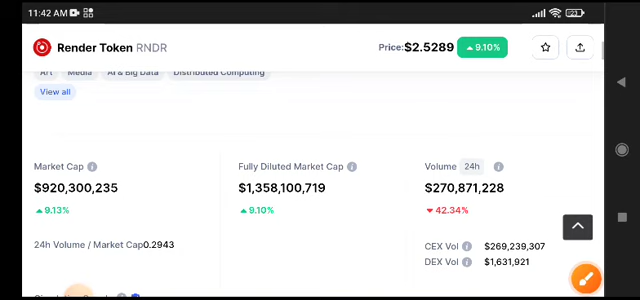 11:42 AM
Render Token RNDR
Price: $2.5289 9.10%
Art Media AI & Big Data Distributed Computing
View all
Market Cap
$920,300,235
9.13%
24h Volume / Market Cap 0.2943
Fully Diluted Market Cap
$1,358,100,719
9.10%
Volume 24h
$270,871,228
42.34%
CEX Vol $269,239,307
DEX Vol $1,631,921